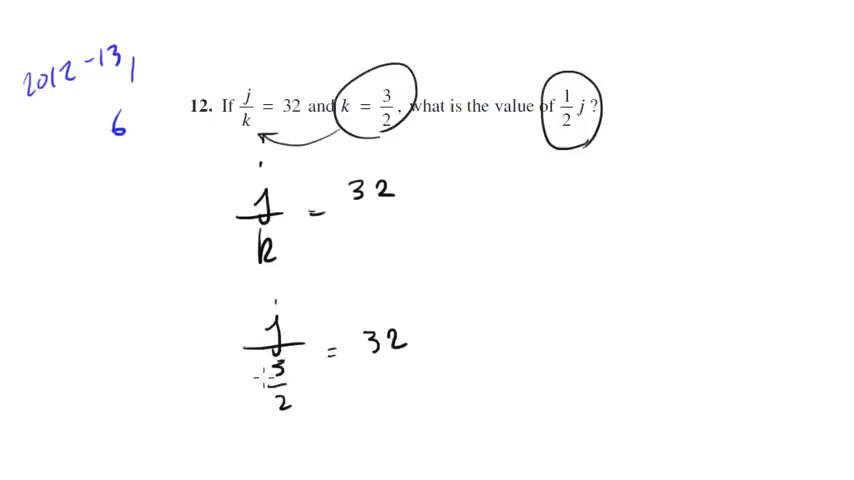 2012-13,
6
12. If j/k = 32 and k = 3/2, what is the value of 1/2 j ?
j/k = 32
j/(3/2) = 32